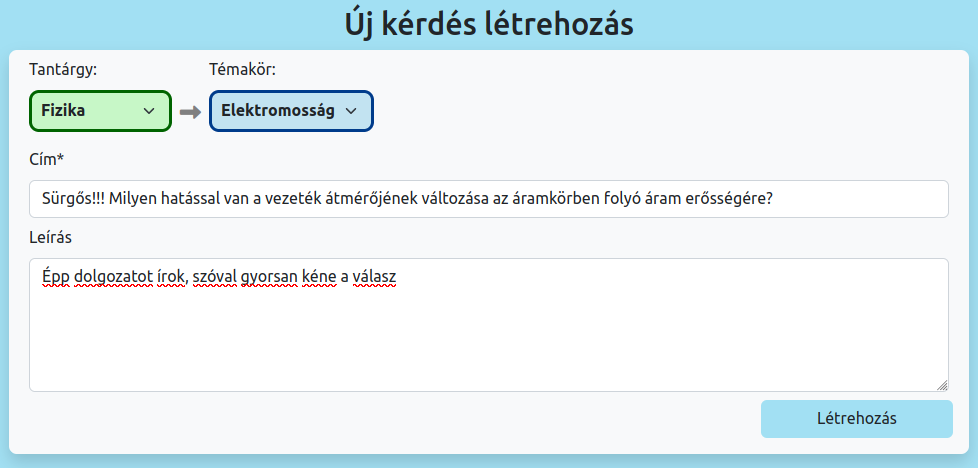 Új kérdés létrehozás
Tantárgy: Témakör:
Fizika Elektromosság
Cím*
Sürgős!!! Milyen hatással van a vezeték átmérőjének változása az áramkörben folyó áram erősségére?
Leírás
Épp dolgozatot írok, szóval gyorsan kéne a válasz
Létrehozás